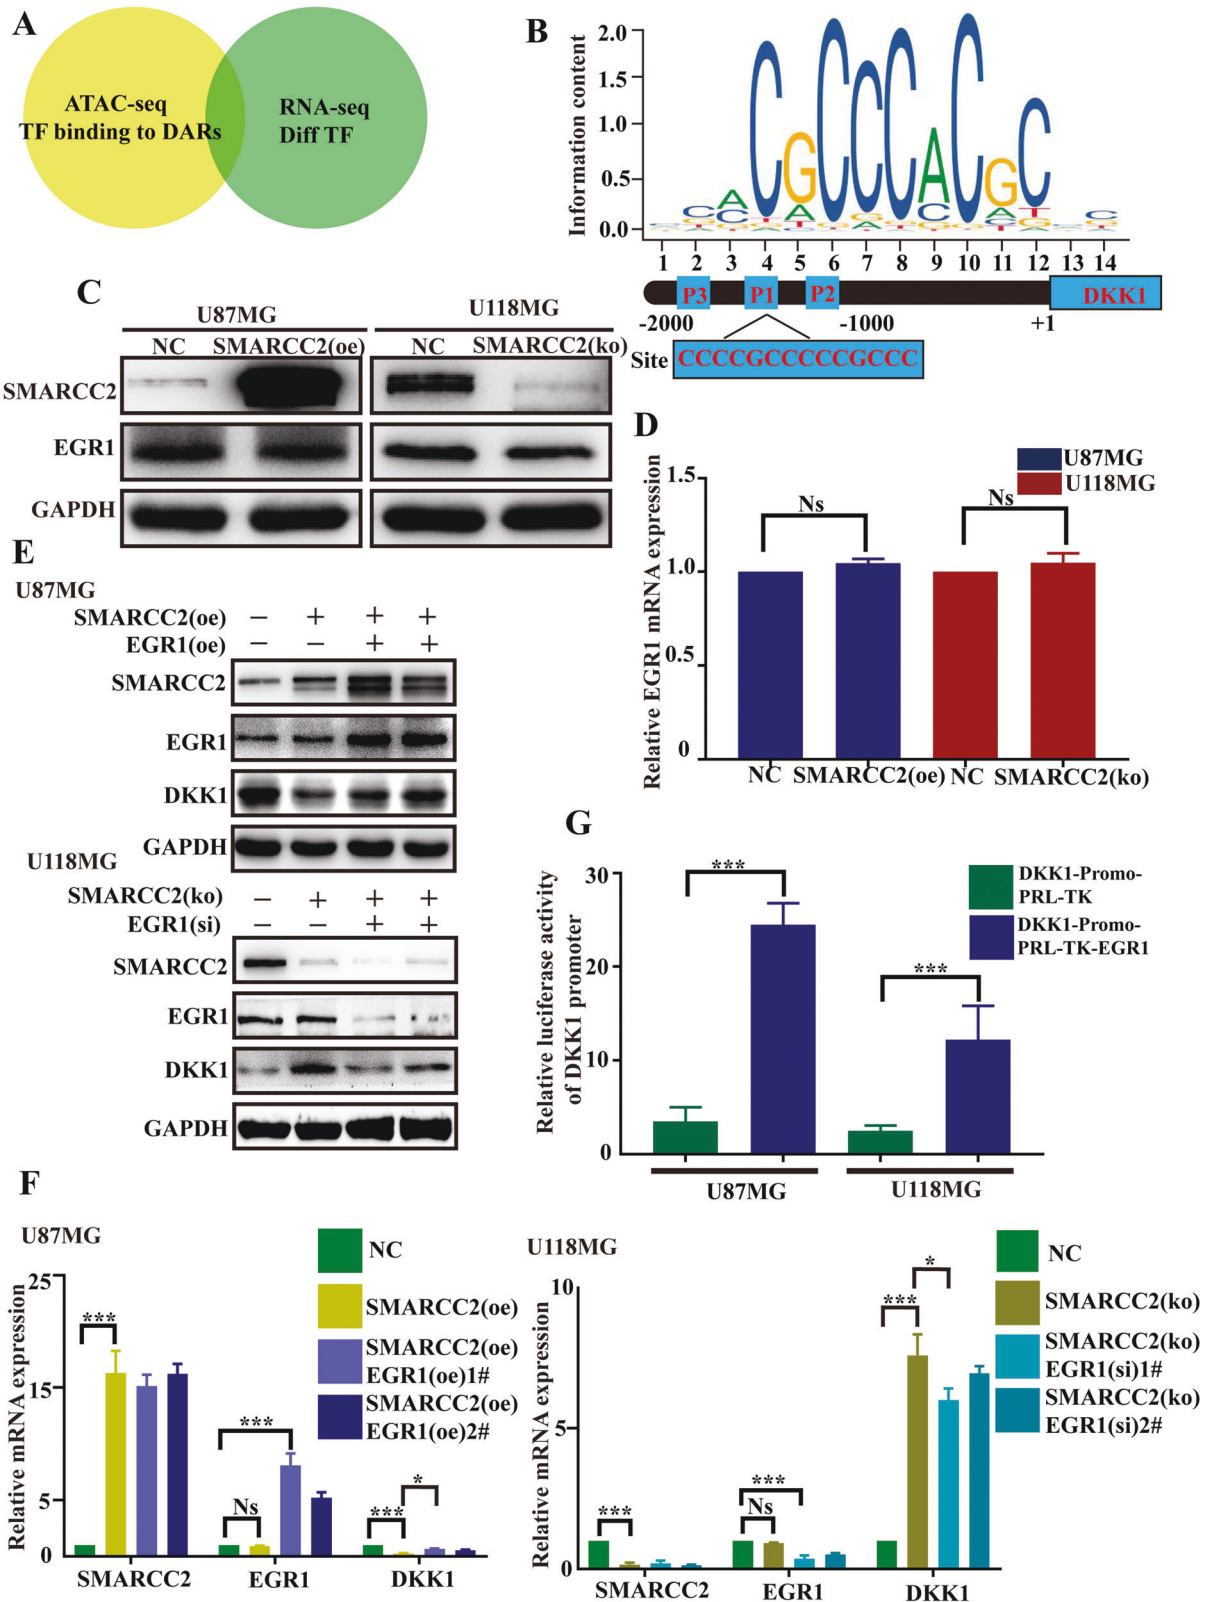 A
ATAC-seq
TF binding to DARs
RNA-seq
Diff TF
B
Information content
2.0
1.5
1.0
0.5
0.0
1 2 3 4 5 6 7 8 9 10 11 12 13 14
P3 P1 P2 DKK1
-2000 -1000 +1
Site CCCCGCCCCCGCCC
C
U87MG U118MG
NC SMARCC2(oe) NC SMARCC2(ko)
SMARCC2
EGR1
GAPDH
D
Relative EGR1 mRNA expression
U87MG
U118MG
1.5
1.0
0.5
0
Ns Ns
NC SMARCC2(oe) NC SMARCC2(ko)
E
U87MG
SMARCC2(oe) − + + +
EGR1(oe) − − + +
SMARCC2
EGR1
DKK1
GAPDH
U118MG
SMARCC2(ko) − + + +
EGR1(si) − − + +
SMARCC2
EGR1
DKK1
GAPDH
G
Relative luciferase activity
of DKK1 promoter
30
20
10
0
*** ***
DKK1-Promo-
PRL-TK
DKK1-Promo-
PRL-TK-EGR1
U87MG U118MG
F
U87MG
Relative mRNA expression
25
15
5
0
***
Ns ***
*** *
NC
SMARCC2(oe)
SMARCC2(oe)
EGR1(oe)1#
SMARCC2(oe)
EGR1(oe)2#
SMARCC2 EGR1 DKK1
U118MG
Relative mRNA expression
10
5
0
***
Ns ***
*** *
NC
SMARCC2(ko)
SMARCC2(ko)
EGR1(si)1#
SMARCC2(ko)
EGR1(si)2#
SMARCC2 EGR1 DKK1